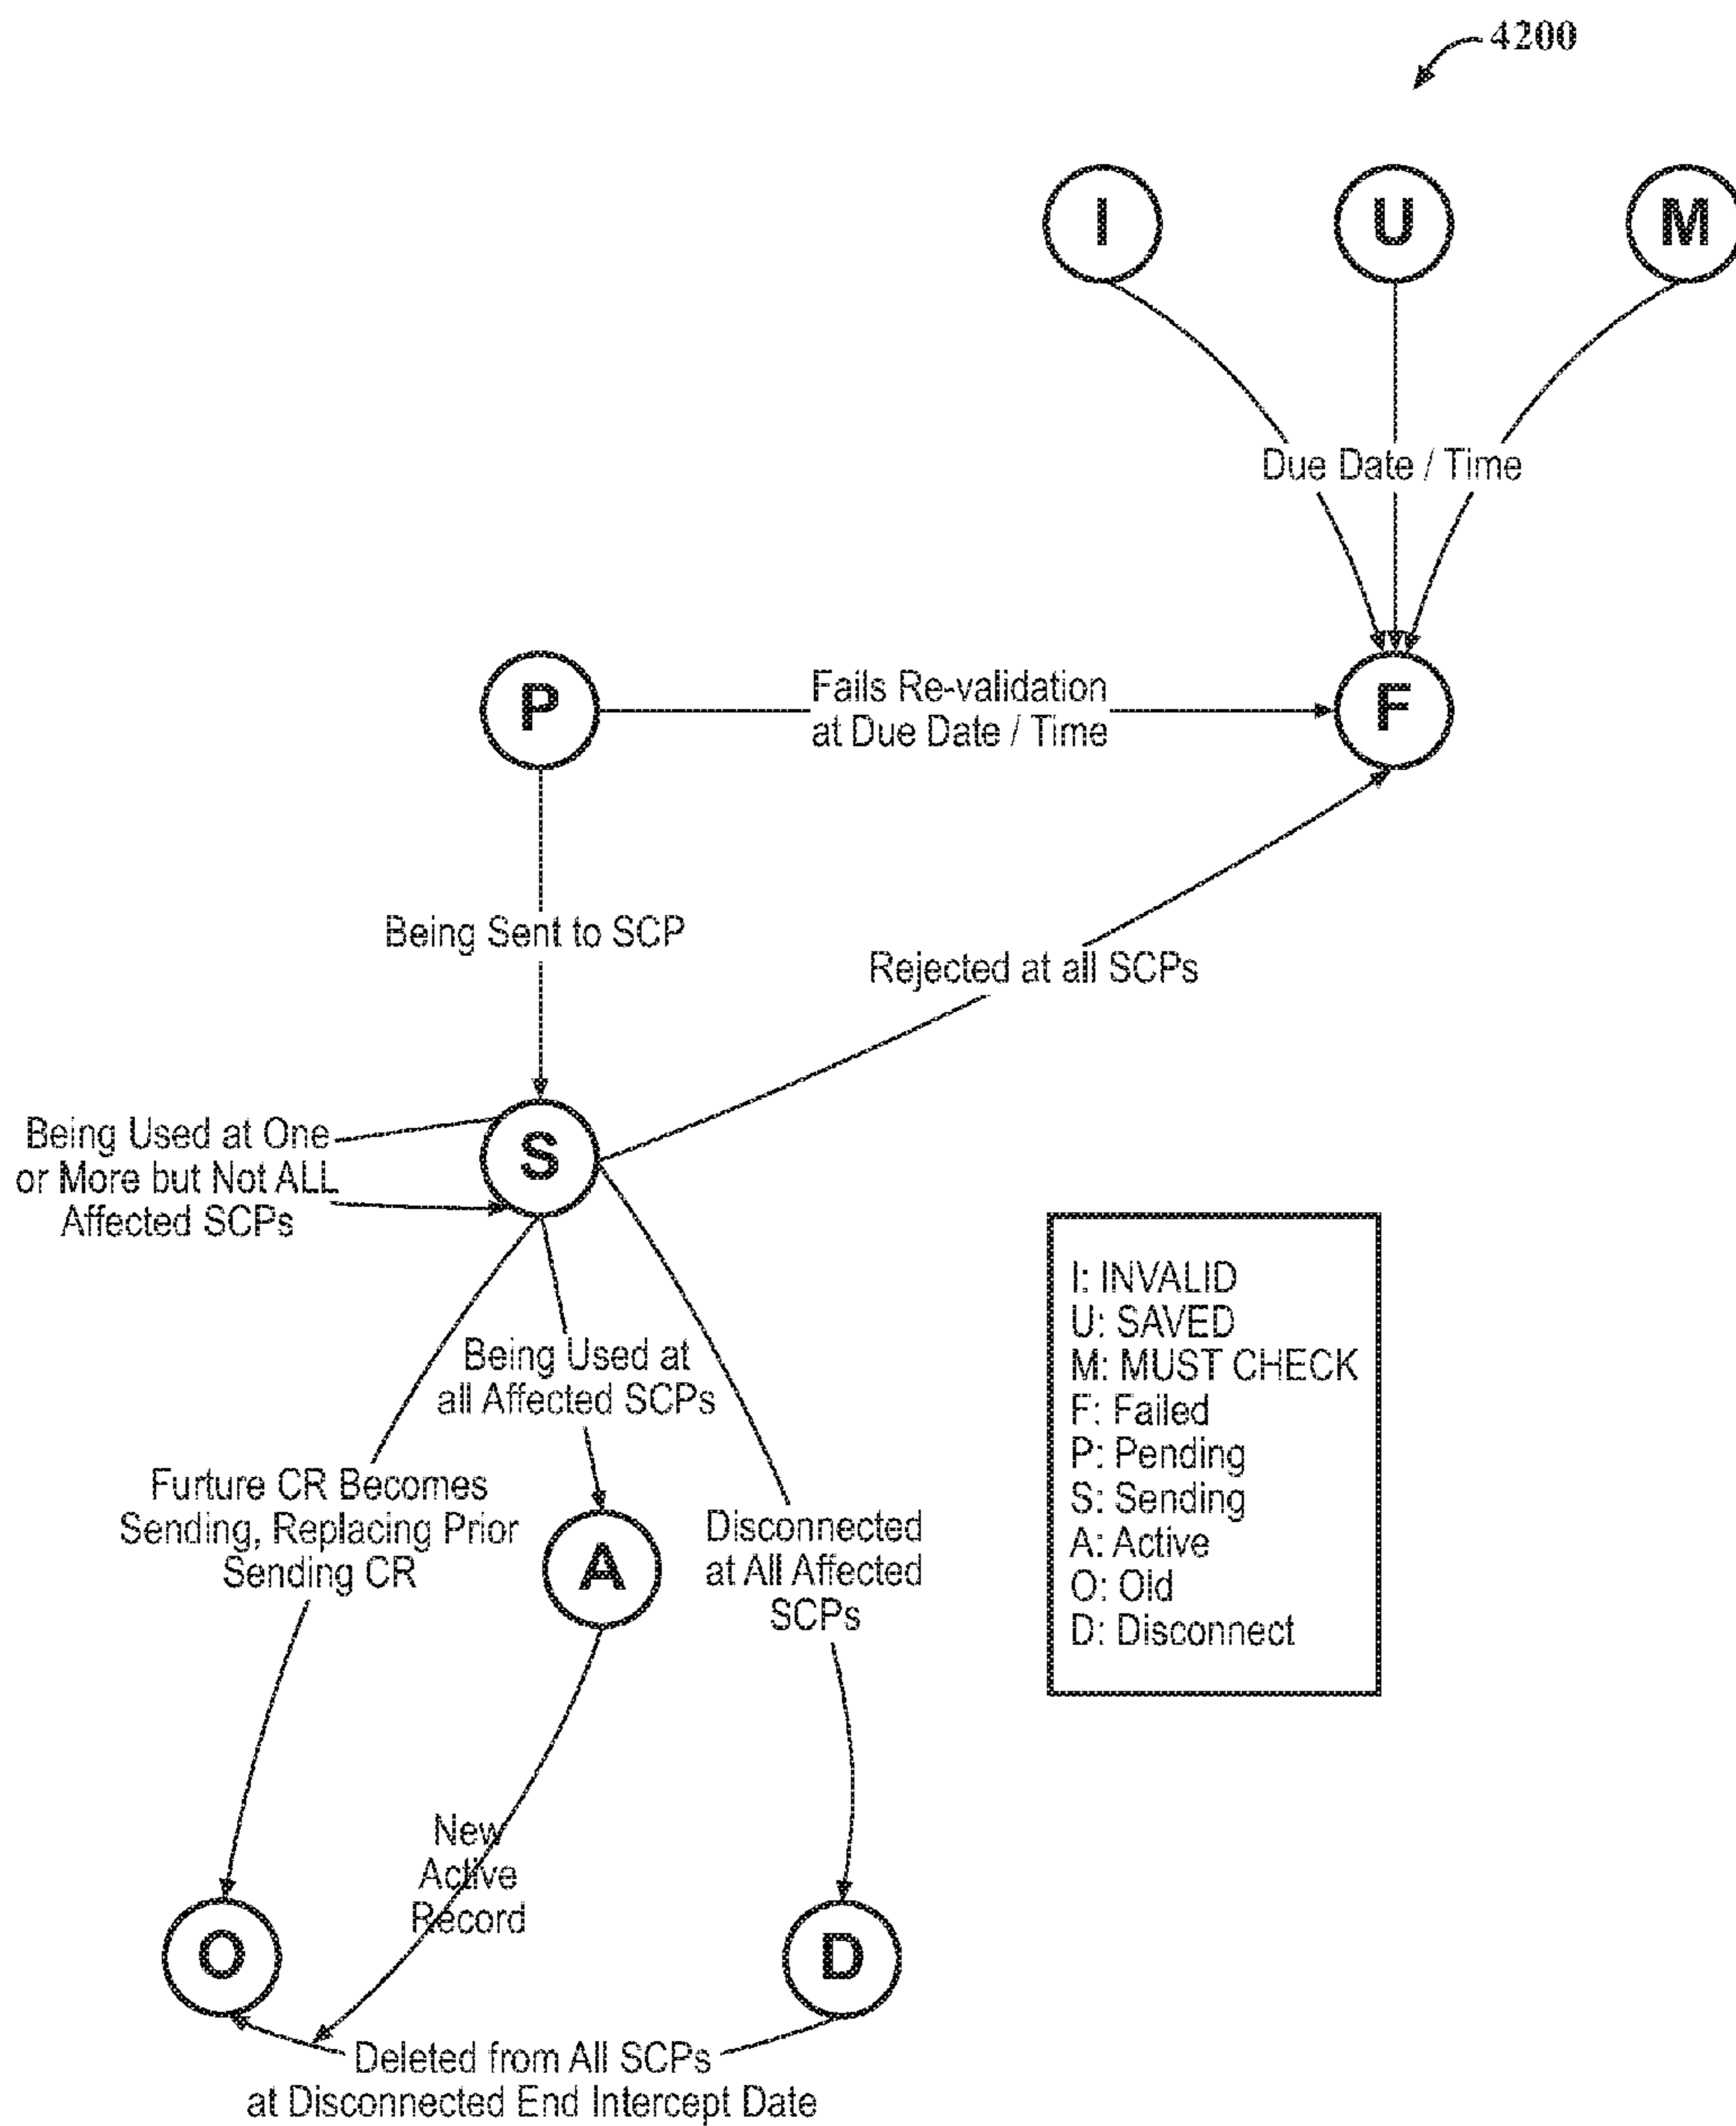 4200
I
U
M
Due Date / Time
P
Fails Re-validation
at Due Date / Time
F
Being Sent to SCP
Rejected at all SCPs
Being Used at One
or More but Not ALL
Affected SCPs
S
I: INVALID
U: SAVED
M: MUST CHECK
F: Failed
P: Pending
S: Sending
A: Active
O: Old
D: Disconnect
Being Used at
all Affected SCPs
Furture CR Becomes
Sending, Replacing Prior
Sending CR
A
Disconnected
at All Affected
SCPs
New
Active
Record
O
D
Deleted from All SCPs
at Disconnected End Intercept Date